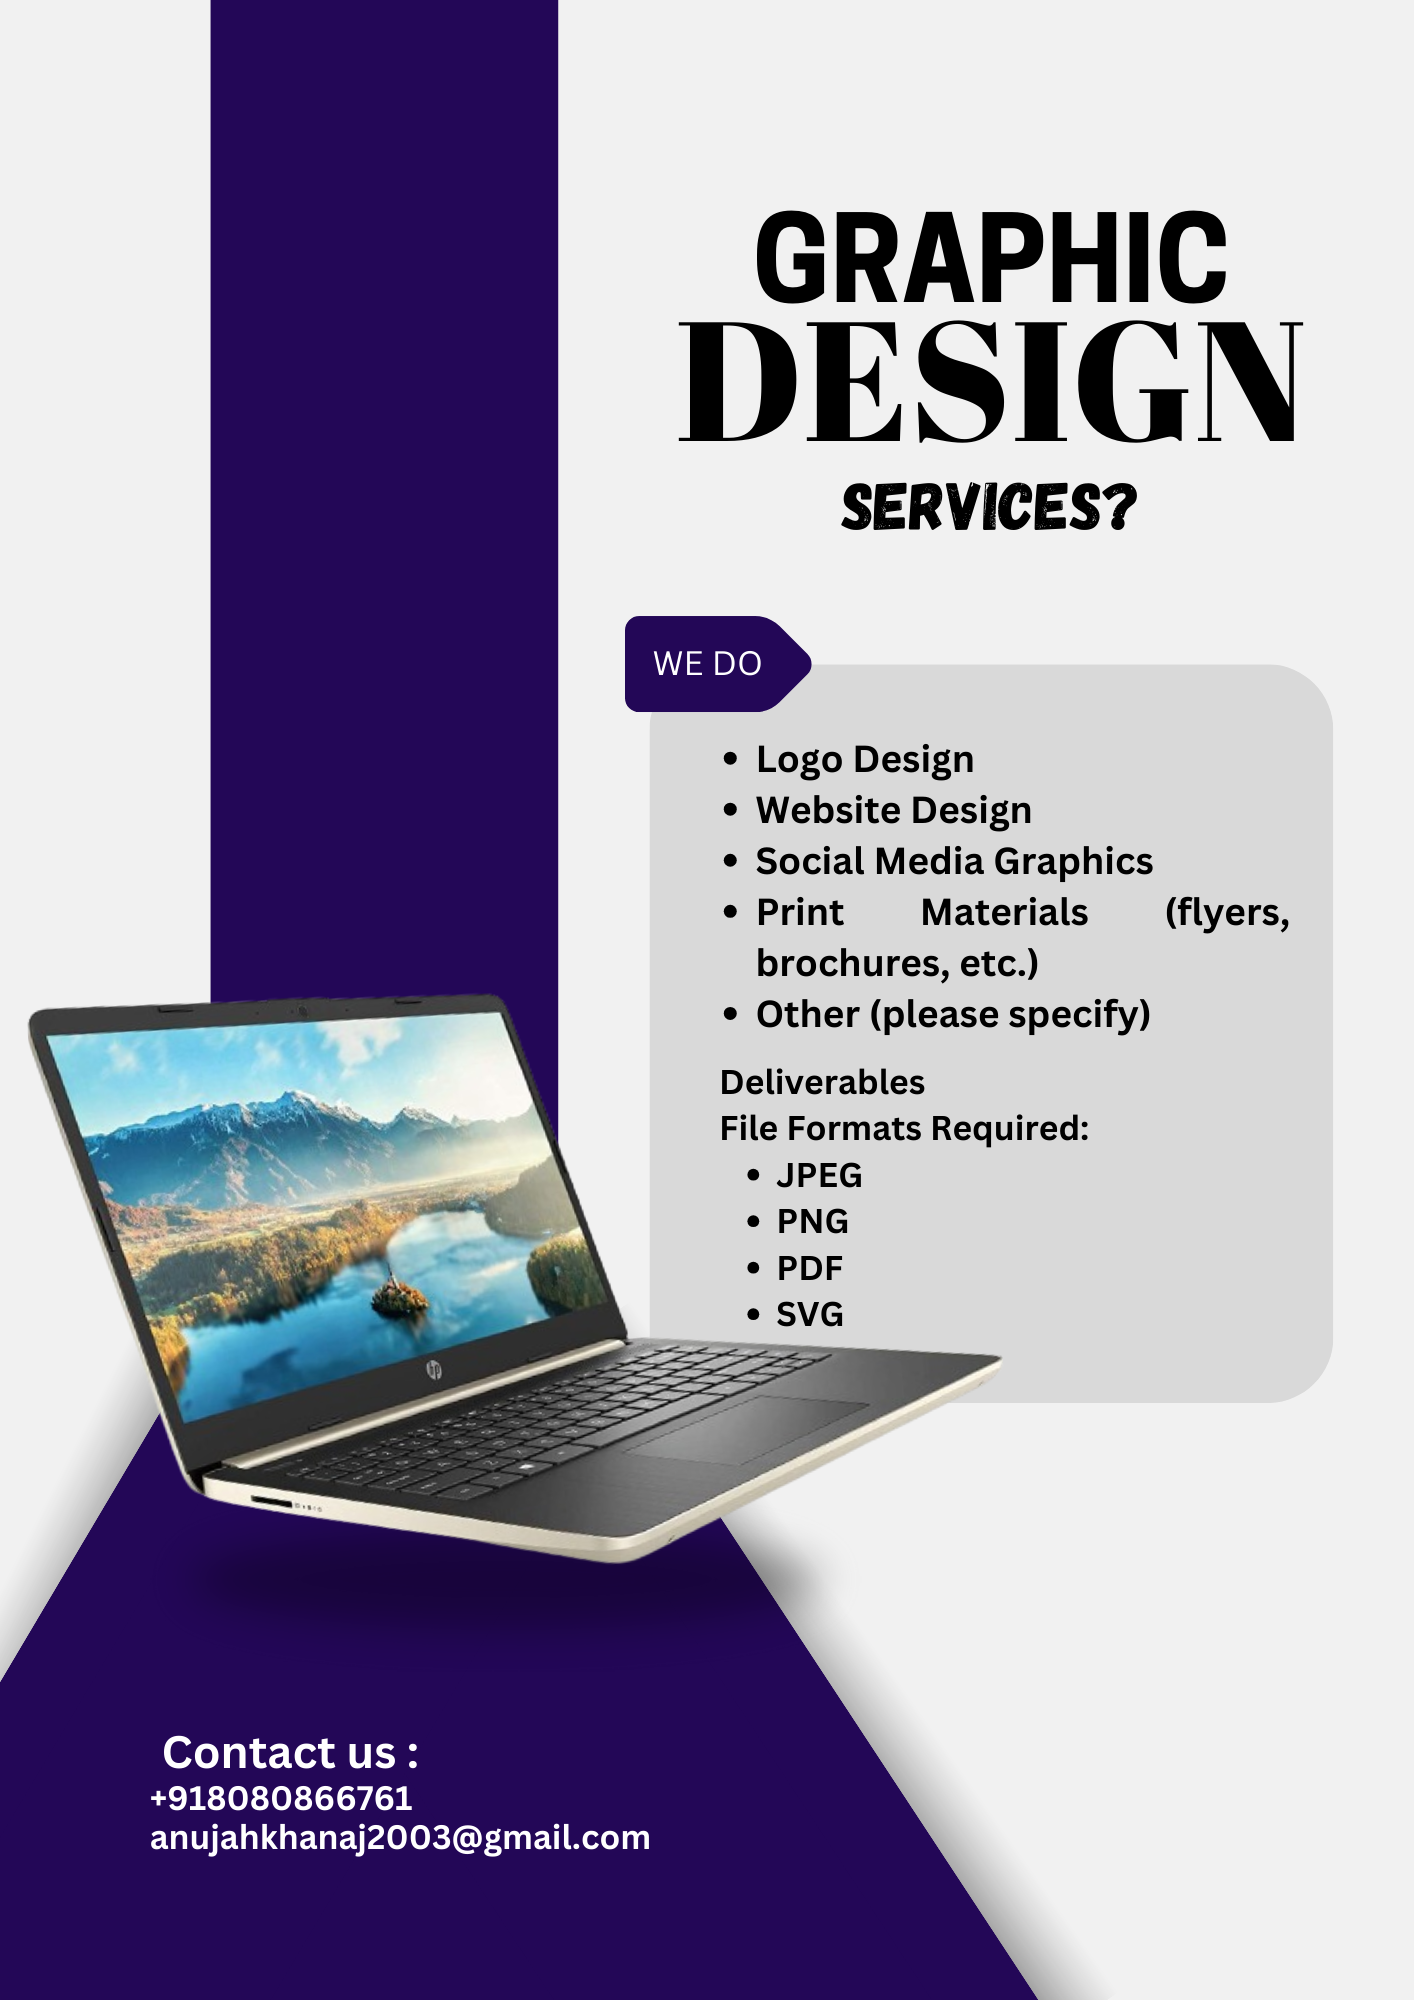 GRAPHIC
DESIGN
SERVICES?
WE DO
• Logo Design
• Website Design
• Social Media Graphics
• Print Materials (flyers,
brochures, etc.)
• Other (please specify)
Deliverables
File Formats Required:
• JPEG
• PNG
• PDF
• SVG
hp
Contact us :
+918080866761
anujahkhanaj2003@gmail.com